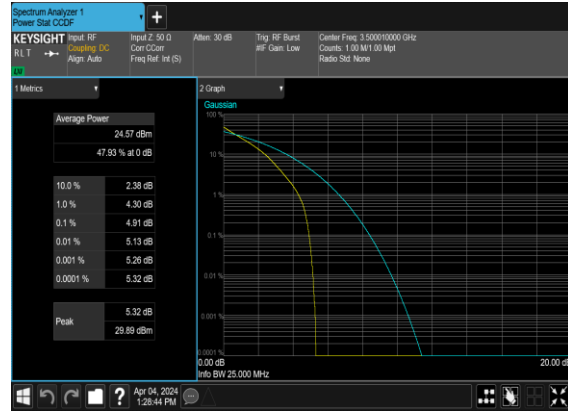 Spectrum Analyzer 1
Power Stat CCDF
KEYSIGHT
RLT
Input: RF
Coupling: DC
Align: Auto
Input Z: 50 Ω
Corr CCorr
Freq Ref: Int (S)
Atten: 30 dB
Trig: RF Burst
#IF Gain: Low
Center Freq: 3.500010000 GHz
Counts: 1.00 M/1.00 Mpt
Radio Std: None
1 Metrics
Average Power
24.57 dBm
47.93 % at 0 dB
10.0 % 2.38 dB
1.0 % 4.30 dB
0.1 % 4.91 dB
0.01 % 5.13 dB
0.001 % 5.26 dB
0.0001 % 5.32 dB
Peak
5.32 dB
29.89 dBm
2 Graph
Gaussian
100 %
10 %
1 %
0.1 %
0.01 %
0.001 %
0.0001 %
0.00 dB
20.00 dB
Info BW 25.000 MHz
?
Apr 04, 2024
1:28:44 PM